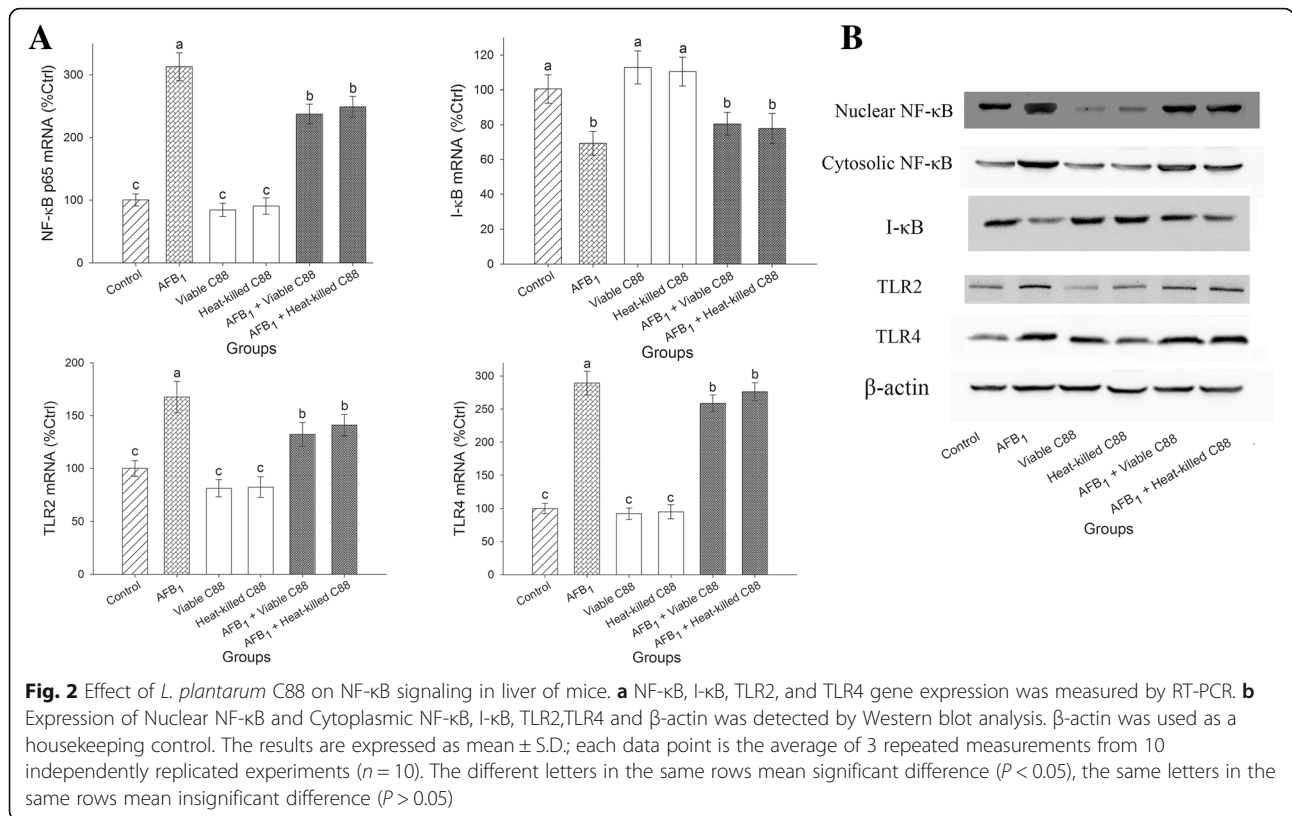 A
NF-κB p65 mRNA (%Ctrl)
300
200
100
0
c
a
c
c
b
b
Control
AFB₁
Viable C88
Heat-killed C88
AFB₁ + Viable C88
AFB₁ + Heat-killed C88
Groups
I-κB mRNA (%Ctrl)
120
100
80
60
40
20
0
a
b
a
a
b
b
Control
AFB₁
Viable C88
Heat-killed C88
AFB₁ + Viable C88
AFB₁ + Heat-killed C88
Groups
TLR2 mRNA (%Ctrl)
200
150
100
50
0
c
a
c
c
b
b
Control
AFB₁
Viable C88
Heat-killed C88
AFB₁ + Viable C88
AFB₁ + Heat-killed C88
Groups
TLR4 mRNA (%Ctrl)
300
250
200
150
100
50
0
c
a
c
c
b
b
Control
AFB₁
Viable C88
Heat-killed C88
AFB₁ + Viable C88
AFB₁ + Heat-killed C88
Groups
B
Nuclear NF-κB
Cytosolic NF-κB
I-κB
TLR2
TLR4
β-actin
Control
AFB₁
Viable C88
Heat-killed C88
AFB₁ + Viable C88
AFB₁ + Heat-killed C88
Groups
Fig. 2 Effect of L. plantarum C88 on NF-κB signaling in liver of mice. a NF-κB, I-κB, TLR2, and TLR4 gene expression was measured by RT-PCR. b
Expression of Nuclear NF-κB and Cytoplasmic NF-κB, I-κB, TLR2,TLR4 and β-actin was detected by Western blot analysis. β-actin was used as a
housekeeping control. The results are expressed as mean ± S.D.; each data point is the average of 3 repeated measurements from 10
independently replicated experiments (n = 10). The different letters in the same rows mean significant difference (P < 0.05), the same letters in the
same rows mean insignificant difference (P > 0.05)